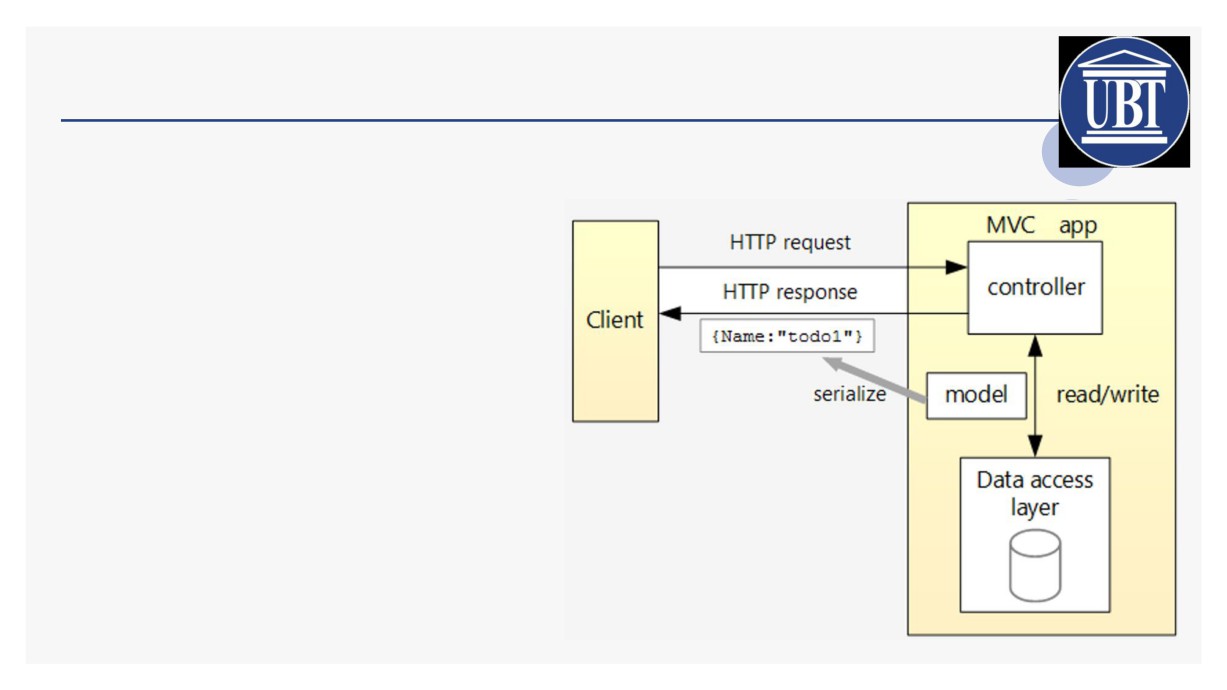 UBT
MVC app
HTTP request
controller
HTTP response
Client
{Name:"todo1"}
serialize
model
read/write
Data access
layer